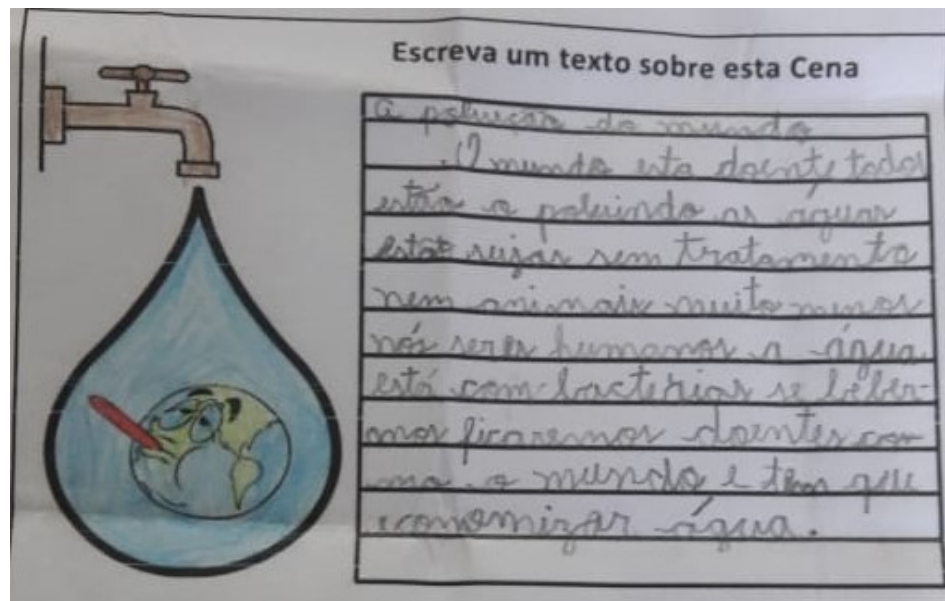 Escreva um texto sobre esta Cena
a poluição do mundo
.O mundo esta doente todos
estão o poluindo as águas
estão sujas sem tratamento
nem animais muito menos
nós seres humanos a água
está com bacterias se beber-
mos ficaremos doentes co
mo o mundo e tem que
economizar água.